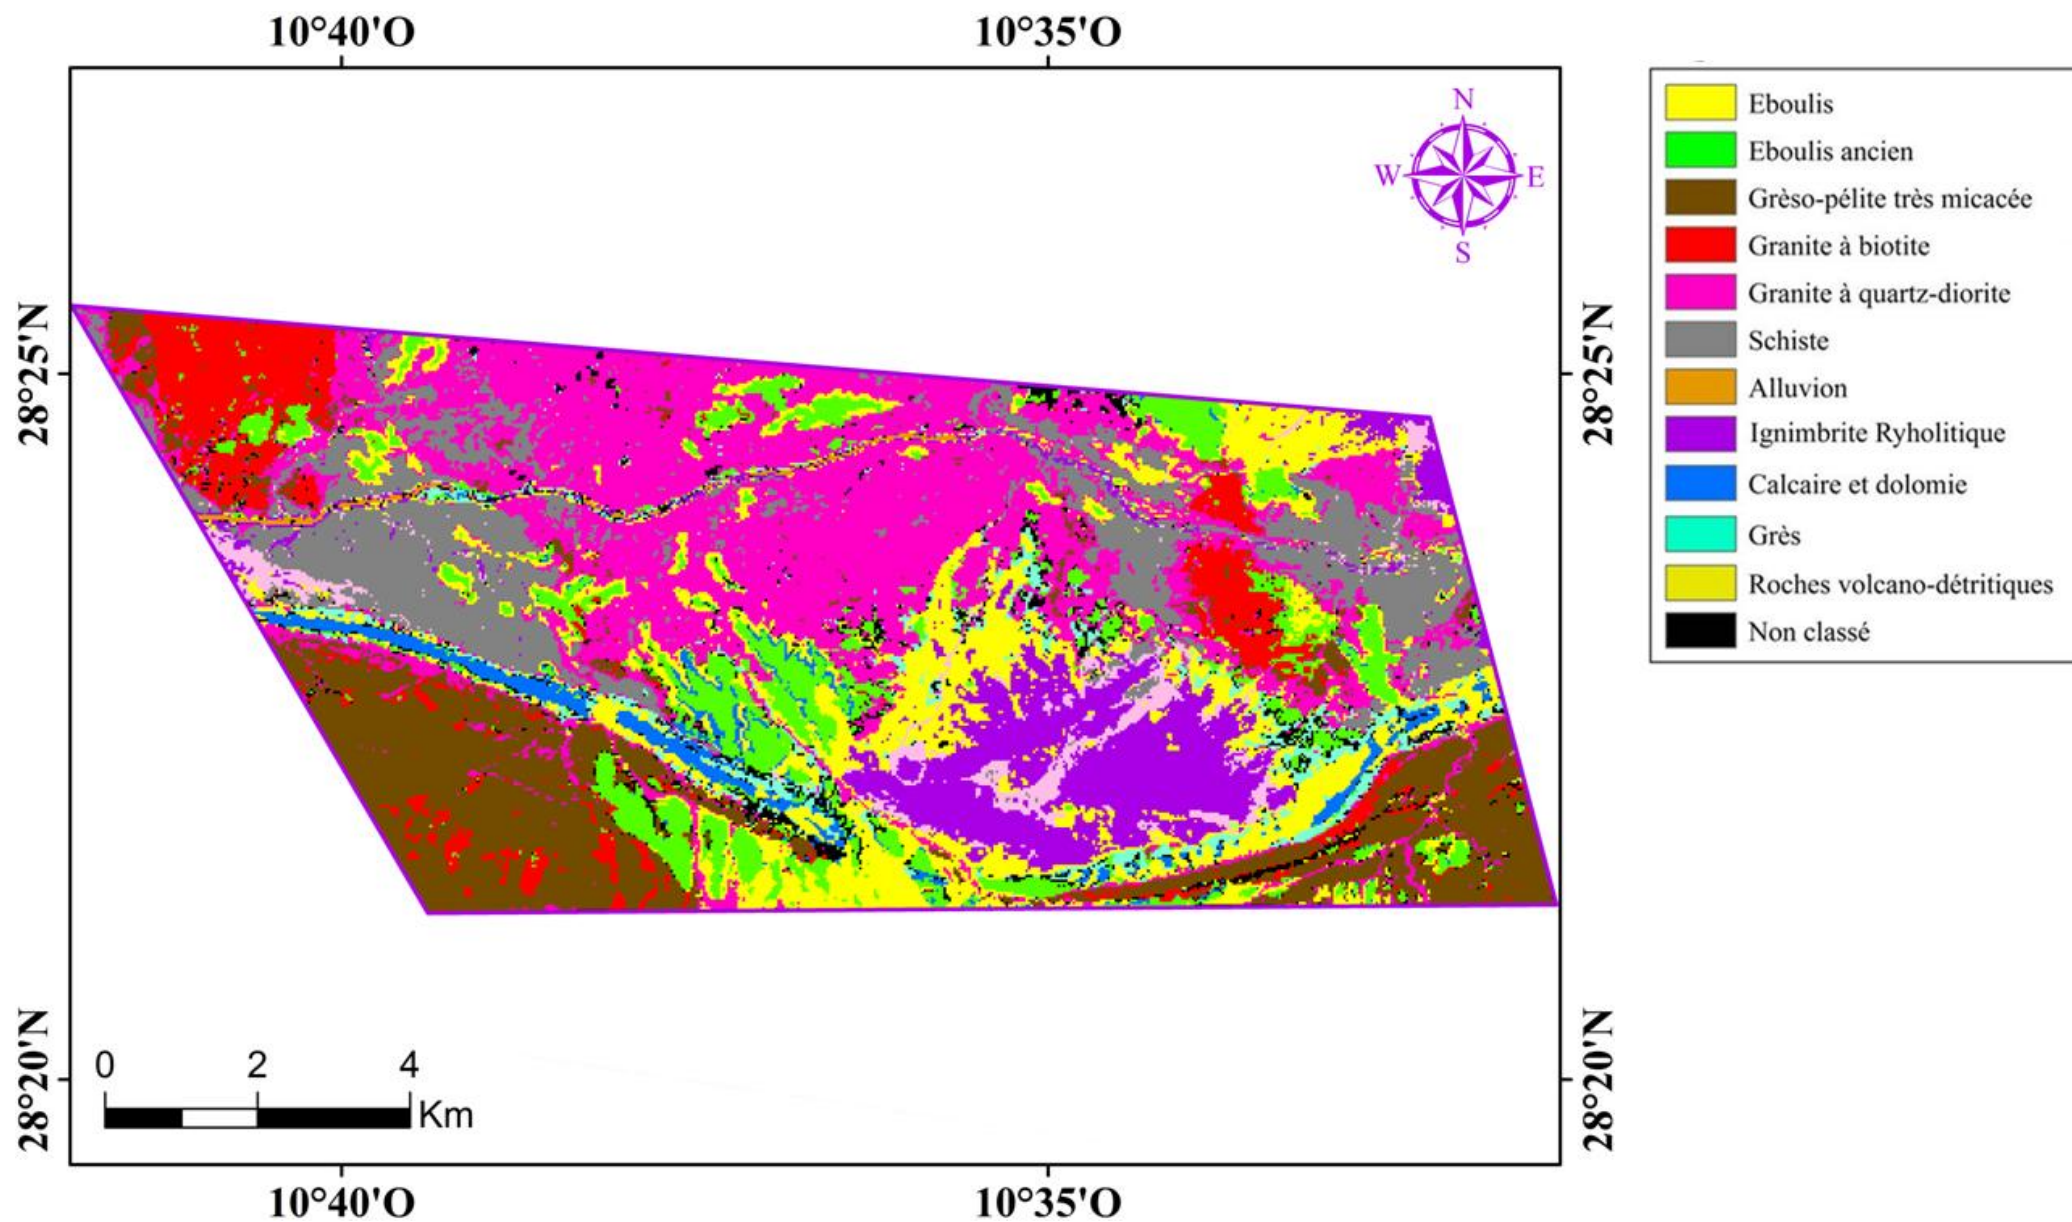 10°40'O
10°35'O
N
W
E
S
28°25'N
28°25'N
Eboulis
Eboulis ancien
Grèso-pélite très micacée
Granite à biotite
Granite à quartz-diorite
Schiste
Alluvion
Ignimbrite Ryholitique
Calcaire et dolomie
Grès
Roches volcano-détritiques
Non classé
28°20'N
28°20'N
0 2 4
Km
10°40'O
10°35'O